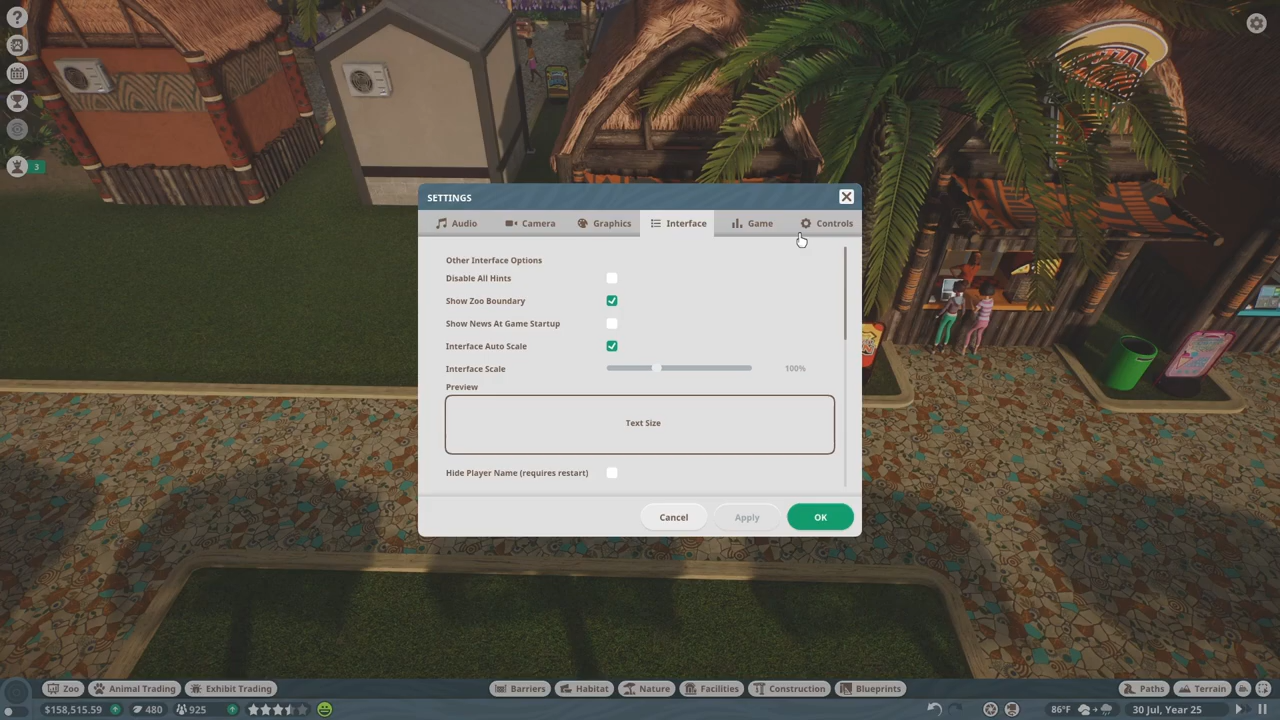 SETTINGS
Audio Camera Graphics Interface Game Controls
Other Interface Options
Disable All Hints
Show Zoo Boundary
Show News At Game Startup
Interface Auto Scale
Interface Scale 100%
Preview
Text Size
Hide Player Name (requires restart)
Cancel Apply OK
?
3
Zoo Animal Trading Exhibit Trading Barriers Habitat Nature Facilities Construction Blueprints Paths Terrain
$158,515.59 480 925 86°F 30 Jul, Year 25